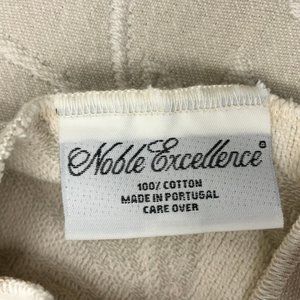 Noble Excellence®
100% COTTON
MADE IN PORTUGAL
CARE OVER